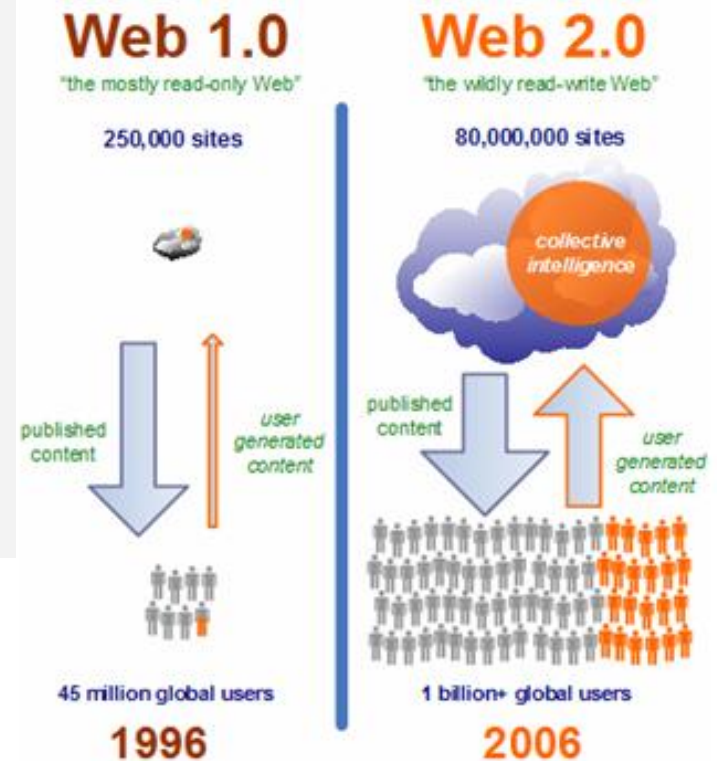 Web 1.0
"the mostly read-only Web"
250,000 sites
published
content
user
generated
content
45 million global users
1996
Web 2.0
"the wildly read-write Web"
80,000,000 sites
collective
intelligence
published
content
user
generated
content
1 billion+ global users
2006